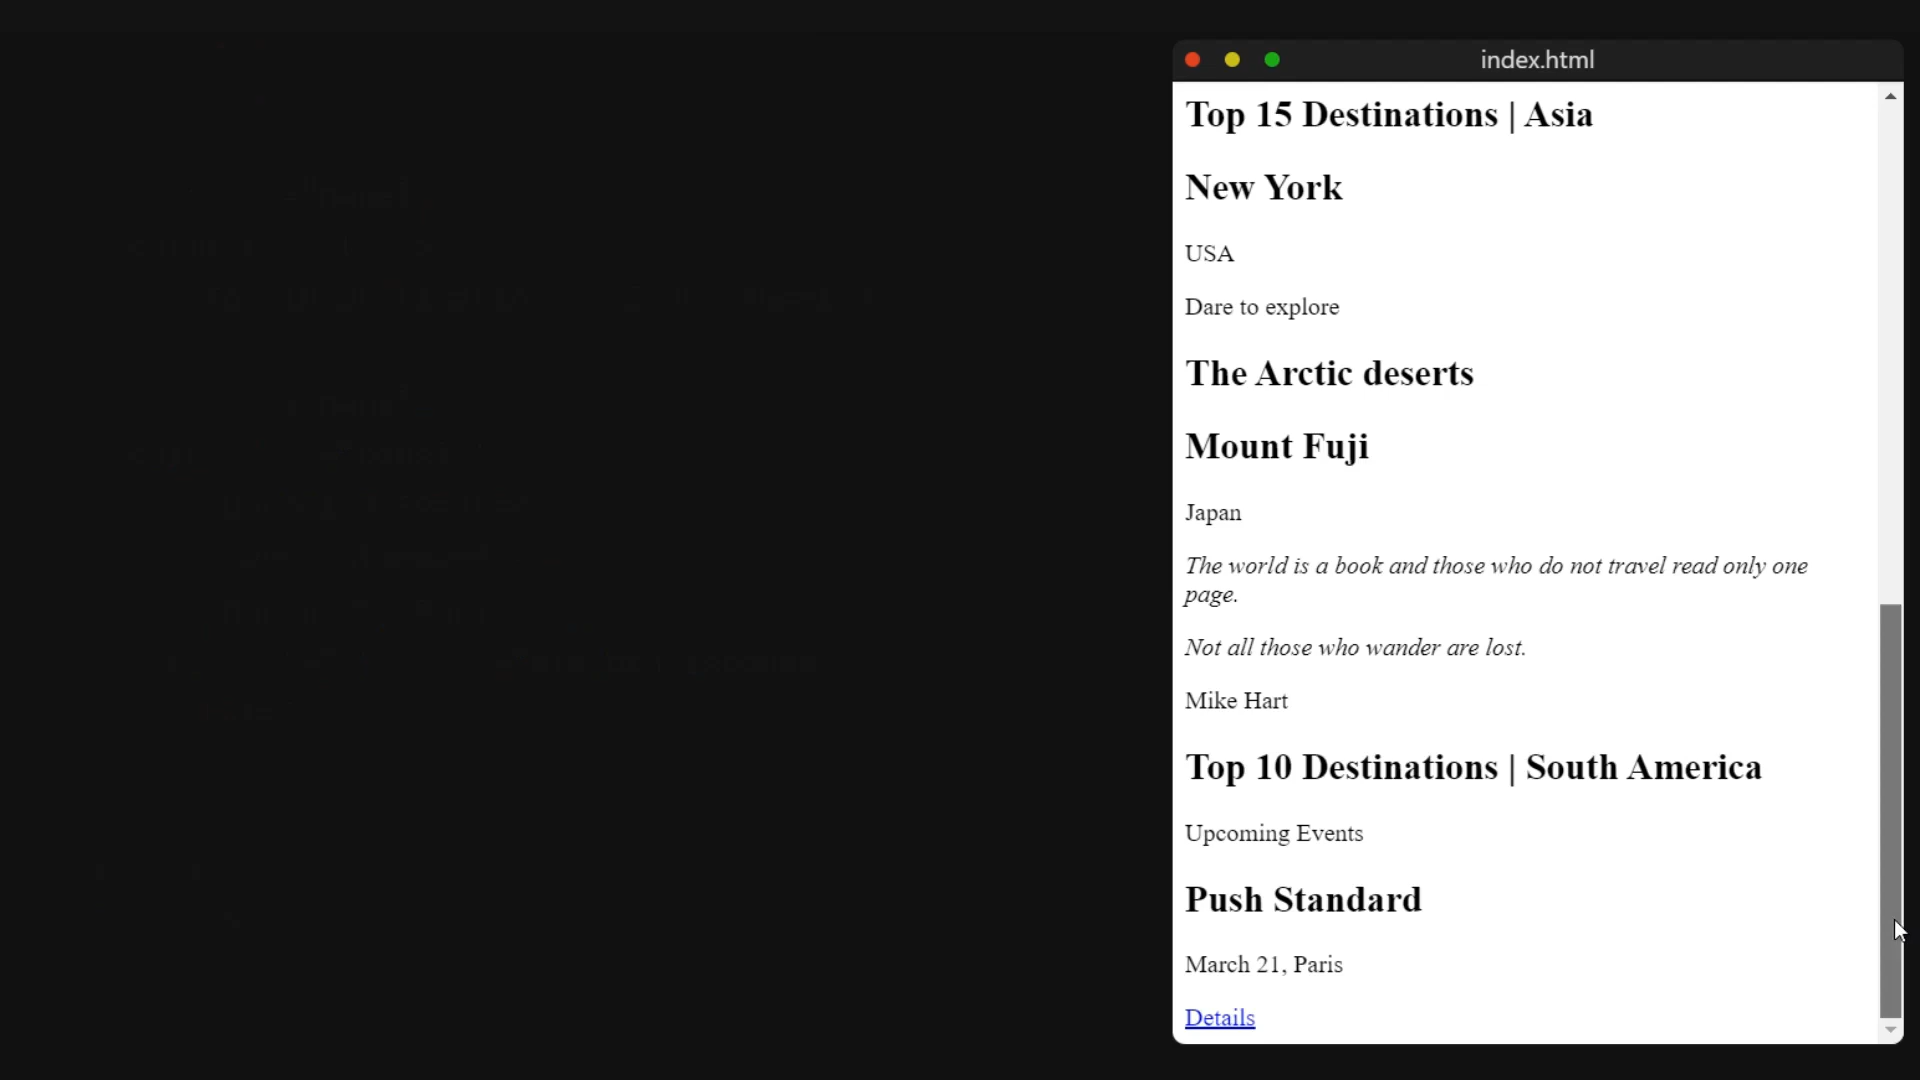 index.html
Top 15 Destinations | Asia
New York
USA
Dare to explore
The Arctic deserts
Mount Fuji
Japan
The world is a book and those who do not travel read only one
page.
Not all those who wander are lost.
Mike Hart
Top 10 Destinations | South America
Upcoming Events
Push Standard
March 21, Paris
Details